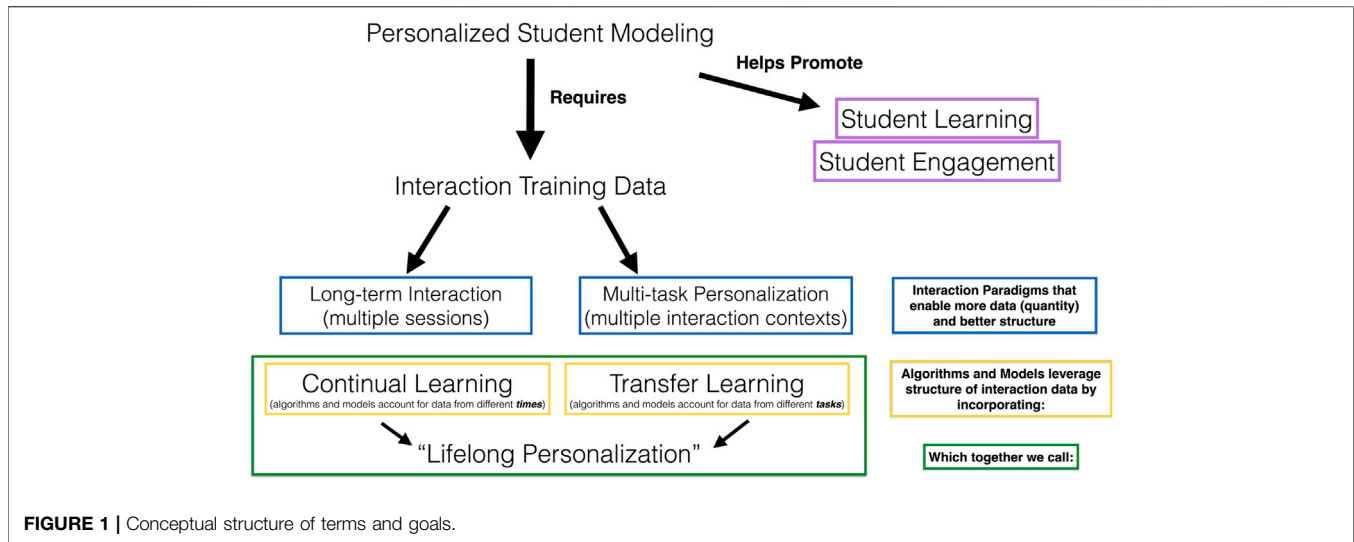 Personalized Student Modeling
Helps Promote
Requires
Student Learning
Student Engagement
Interaction Training Data
Long-term Interaction
(multiple sessions)
Multi-task Personalization
(multiple interaction contexts)
Interaction Paradigms that
enable more data (quantity)
and better structure
Continual Learning
(algorithms and models account for data from different times)
Transfer Learning
(algorithms and models account for data from different tasks)
Algorithms and Models leverage
structure of interaction data by
incorporating:
“Lifelong Personalization”
Which together we call:
FIGURE 1 | Conceptual structure of terms and goals.